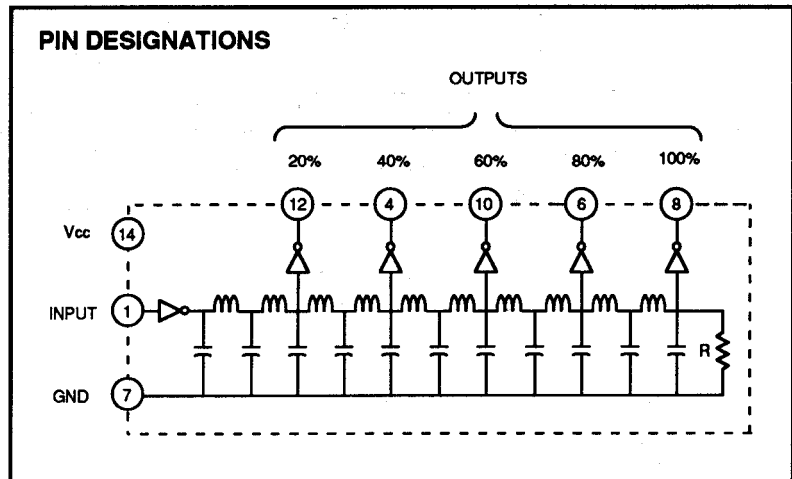 PIN DESIGNATIONS
OUTPUTS
20% 40% 60% 80% 100%
12 4 10 6 8
Vcc 14
INPUT 1
R
GND 7